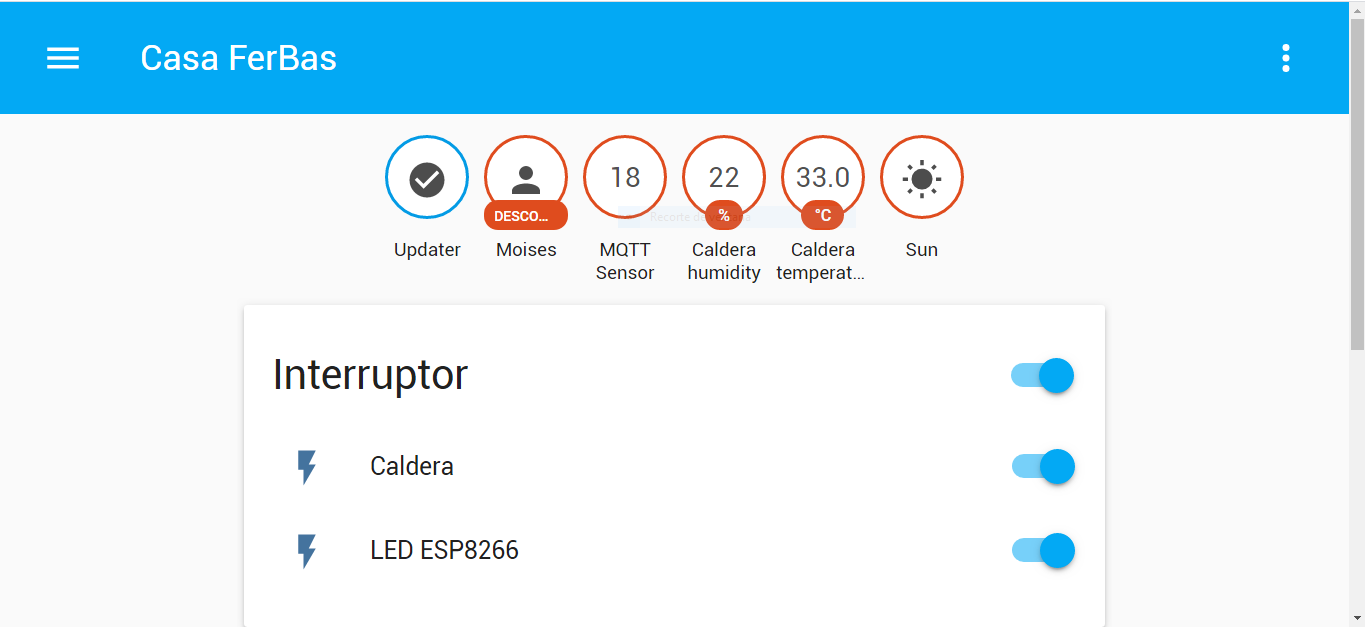 Casa FerBas
18
22
33.0
DESCO...
%
°C
Updater
Moises
MQTT
Sensor
Caldera
humidity
Caldera
temperat...
Sun
Interruptor
Caldera
LED ESP8266